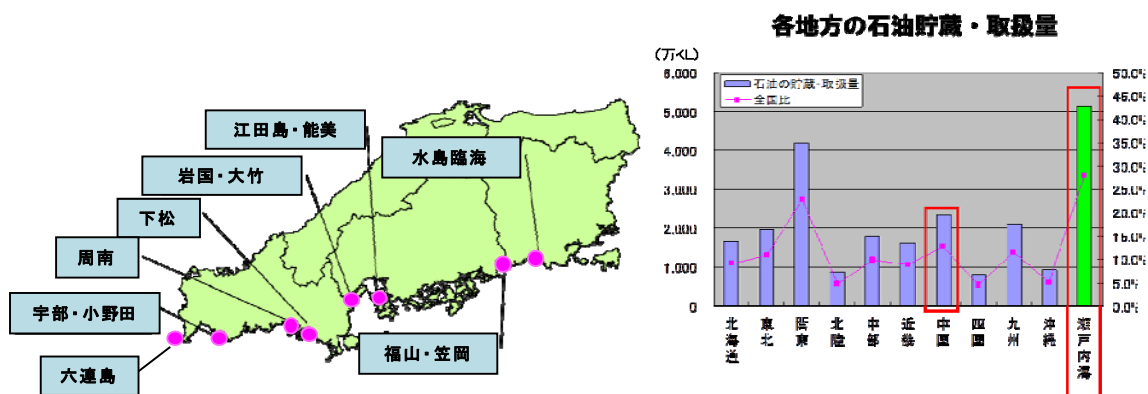 江田島・能美
水島臨海
岩国・大竹
下松
周南
宇部・小野田
福山・笠岡
六連島
各地方の石油貯蔵・取扱量
(万kL)
石油の貯蔵・取扱量
全国比
6,000
5,000
4,000
3,000
2,000
1,000
0
50.0%
45.0%
40.0%
35.0%
30.0%
25.0%
20.0%
15.0%
10.0%
5.0%
0.0%
北海道
東北
関東
北陸
中部
近畿
中国
四国
九州
沖縄
瀬戸内海